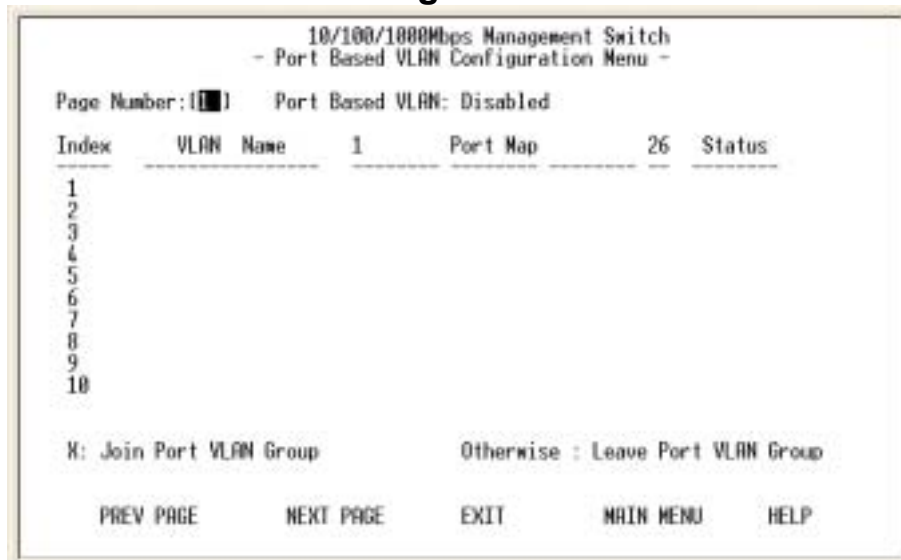 10/100/1000Mbps Management Switch
- Port Based VLAN Configuration Menu -
Page Number:[1 ] Port Based VLAN: Disabled
Index VLAN Name 1 Port Map 26 Status
----- ----------------- -------- -------- -------- -- --------
1
2
3
4
5
6
7
8
9
10
X: Join Port VLAN Group Otherwise : Leave Port VLAN Group
PREV PAGE NEXT PAGE EXIT MAIN MENU HELP